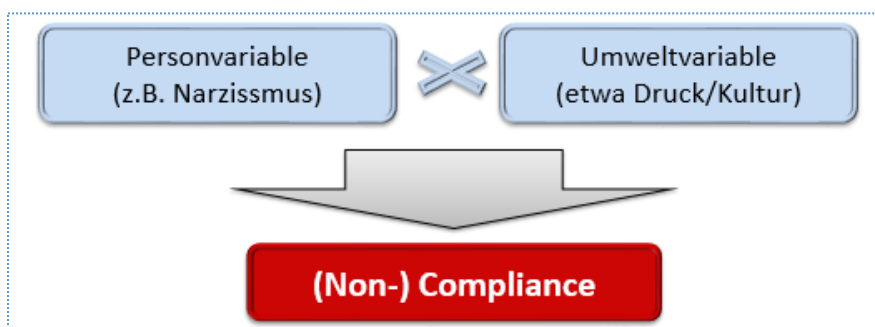 Personvariable
(z.B. Narzissmus)
Umweltvariable
(etwa Druck/Kultur)
(Non-) Compliance